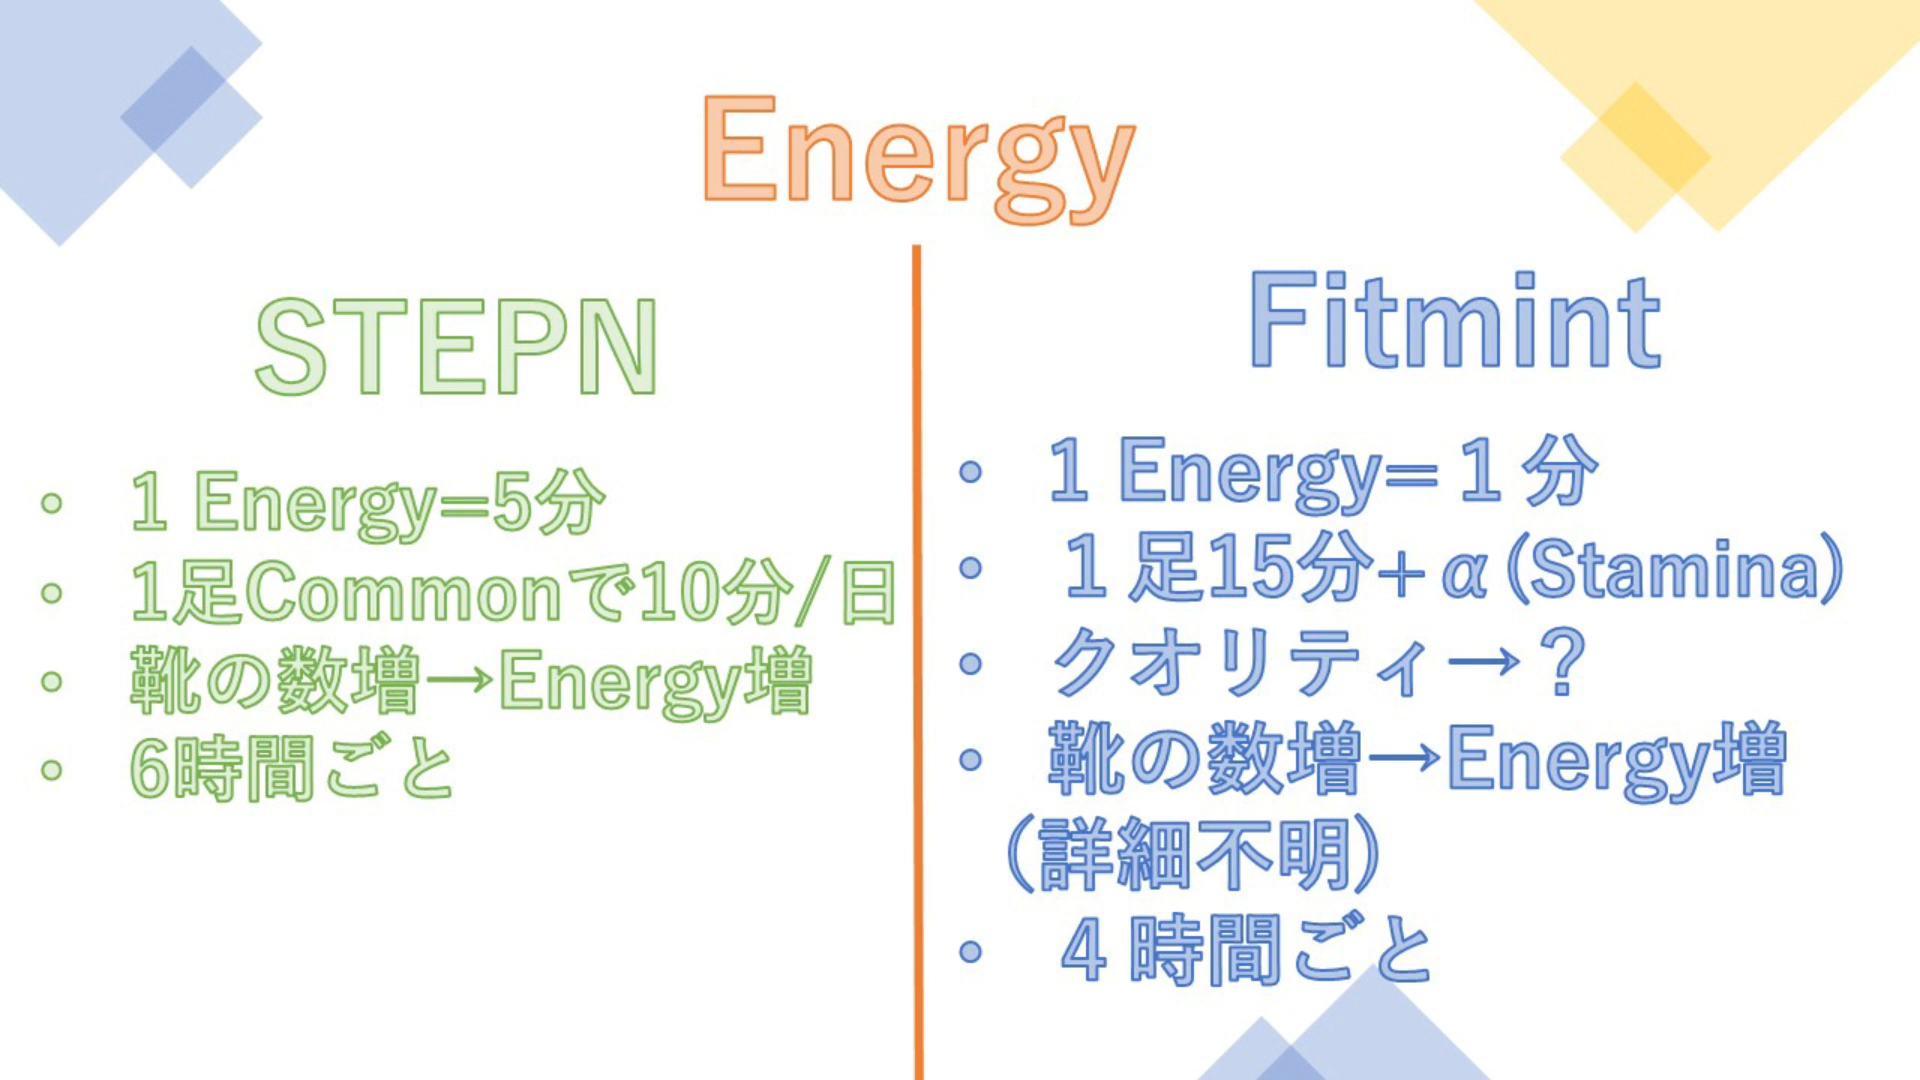 Energy
STEPN
• 1 Energy=5分
• 1足Commonで10分/日
• 靴の数増→Energy増
• 6時間ごと
Fitmint
• 1 Energy=１分
• １足15分+α(Stamina)
• クオリティ→？
• 靴の数増→Energy増
(詳細不明)
• ４時間ごと